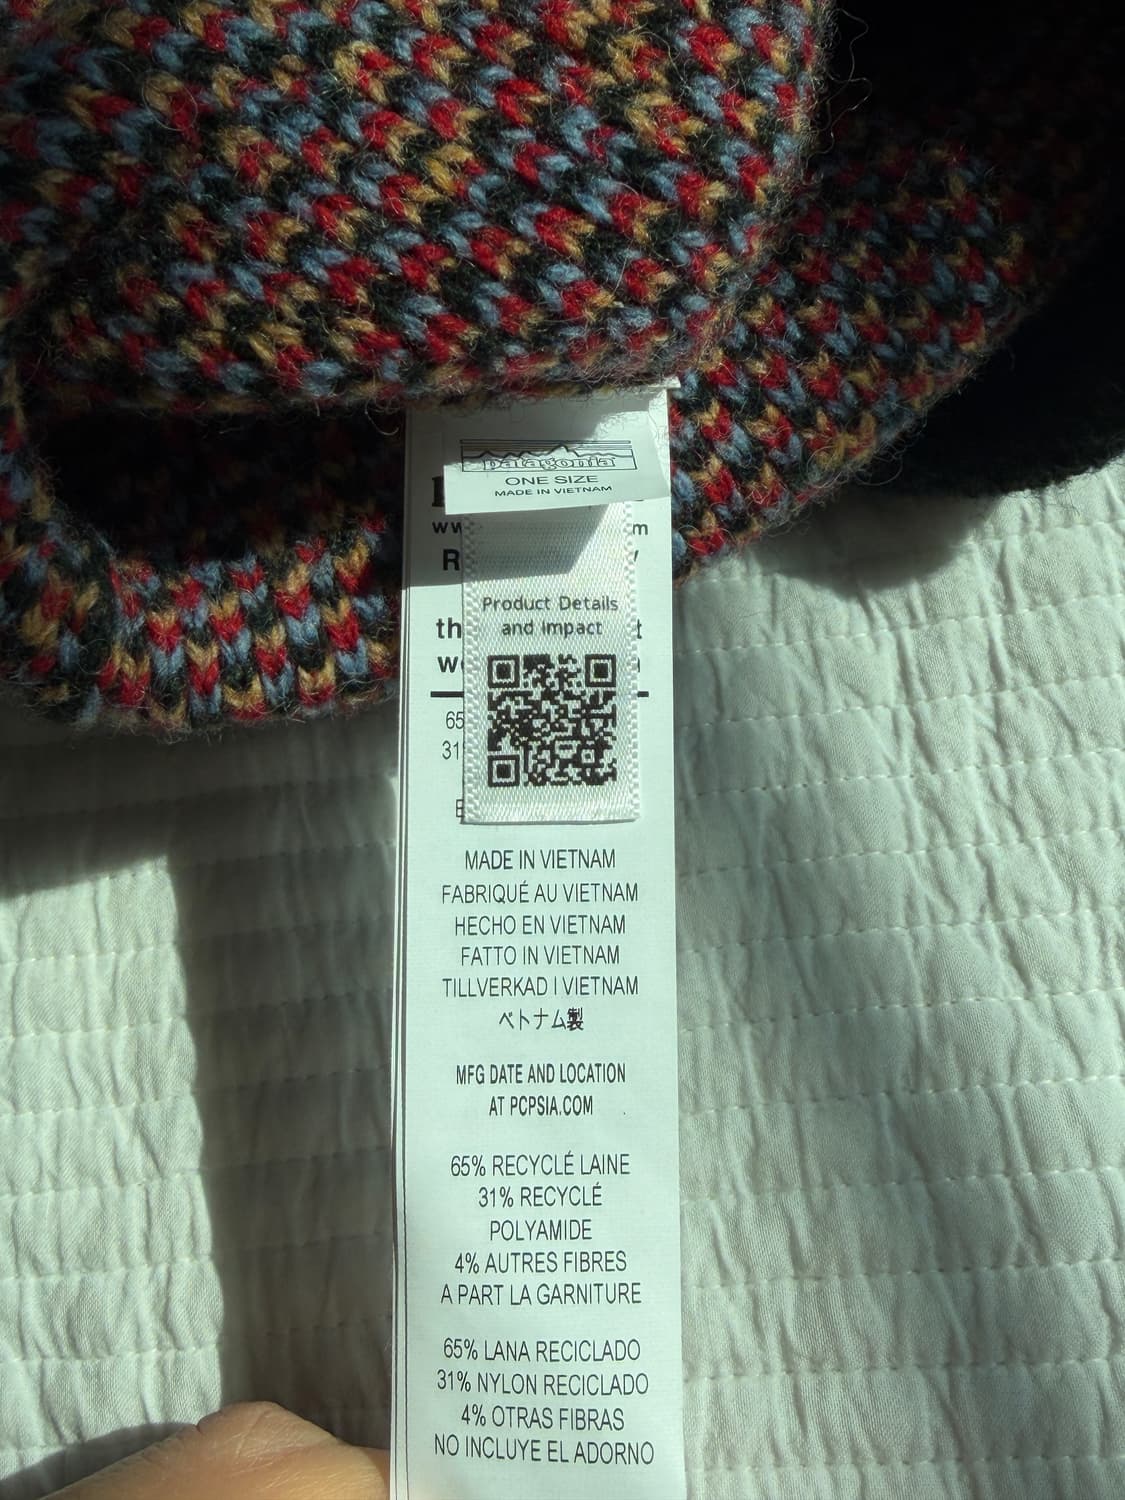 patagonia
ONE SIZE
MADE IN VIETNAM
Product Details
and Impact
65
31
MADE IN VIETNAM
FABRIQUÉ AU VIETNAM
HECHO EN VIETNAM
FATTO IN VIETNAM
TILLVERKAD I VIETNAM
ベトナム製
MFG DATE AND LOCATION
AT PCPSIA.COM
65% RECYCLÉ LAINE
31% RECYCLÉ
POLYAMIDE
4% AUTRES FIBRES
A PART LA GARNITURE
65% LANA RECICLADO
31% NYLON RECICLADO
4% OTRAS FIBRAS
NO INCLUYE EL ADORNO